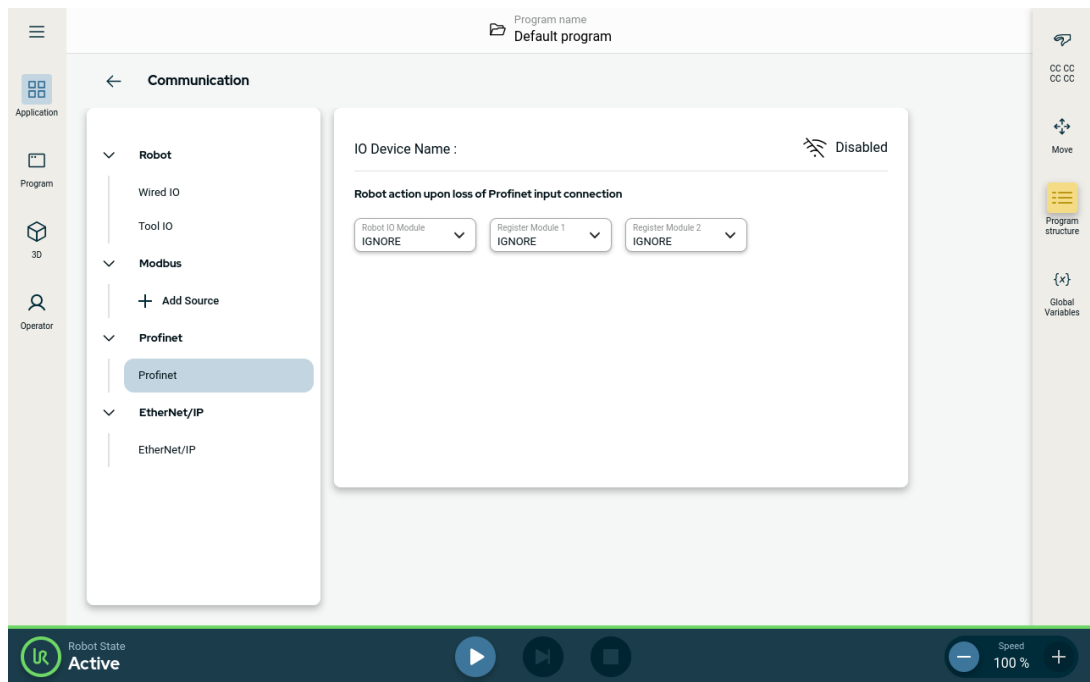 Program name
Default program
Application
Program
3D
Operator
Communication
Robot
Wired IO
Tool IO
Modbus
Add Source
Profinet
Profinet
EtherNet/IP
EtherNet/IP
IO Device Name :
Disabled
Robot action upon loss of Profinet input connection
Robot IO Module
IGNORE
Register Module 1
IGNORE
Register Module 2
IGNORE
CC CC
CC CC
Move
Program
structure
{x}
Global
Variables
UR
Robot State
Active
Speed
100 %